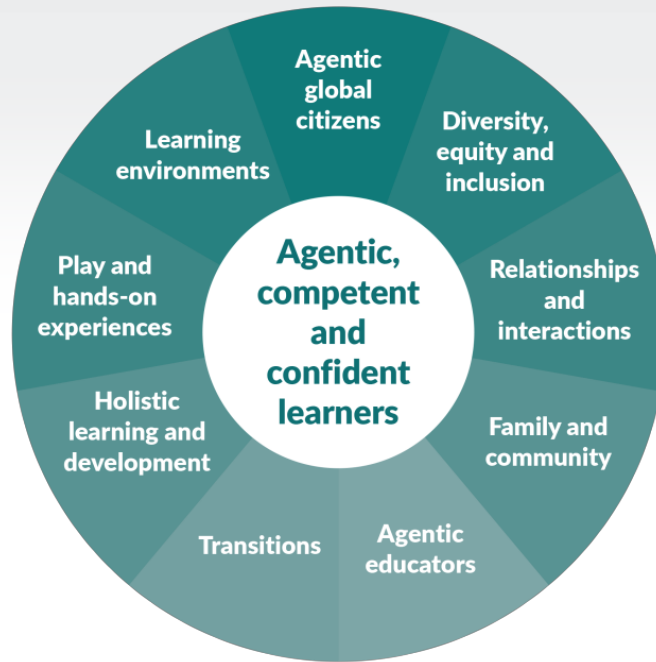 Agentic
global
citizens
Diversity,
equity and
inclusion
Relationships
and
interactions
Family and
community
Agentic
educators
Transitions
Holistic
learning and
development
Play and
hands-on
experiences
Learning
environments
Agentic,
competent
and
confident
learners